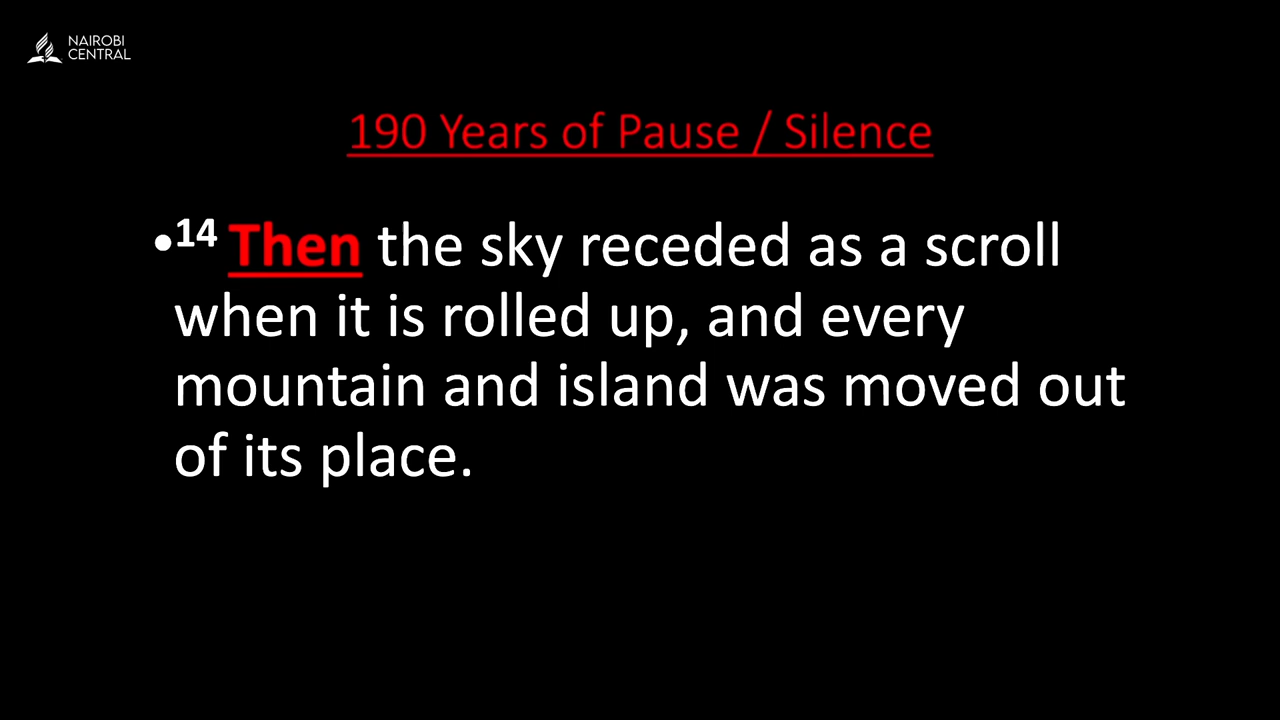 NAIROBI
CENTRAL
190 Years of Pause / Silence
•14 Then the sky receded as a scroll
when it is rolled up, and every
mountain and island was moved out
of its place.